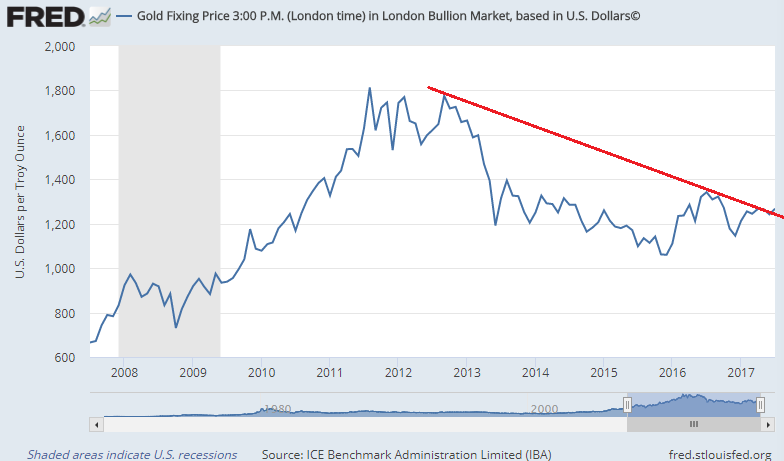 FRED — Gold Fixing Price 3:00 P.M. (London time) in London Bullion Market, based in U.S. Dollars©
2,000
1,800
1,600
1,400
1,200
1,000
800
600
U.S. Dollars per Troy Ounce
2008 2009 2010 2011 2012 2013 2014 2015 2016 2017
1980 2000
Shaded areas indicate U.S. recessions Source: ICE Benchmark Administration Limited (IBA) fred.stlouisfed.org